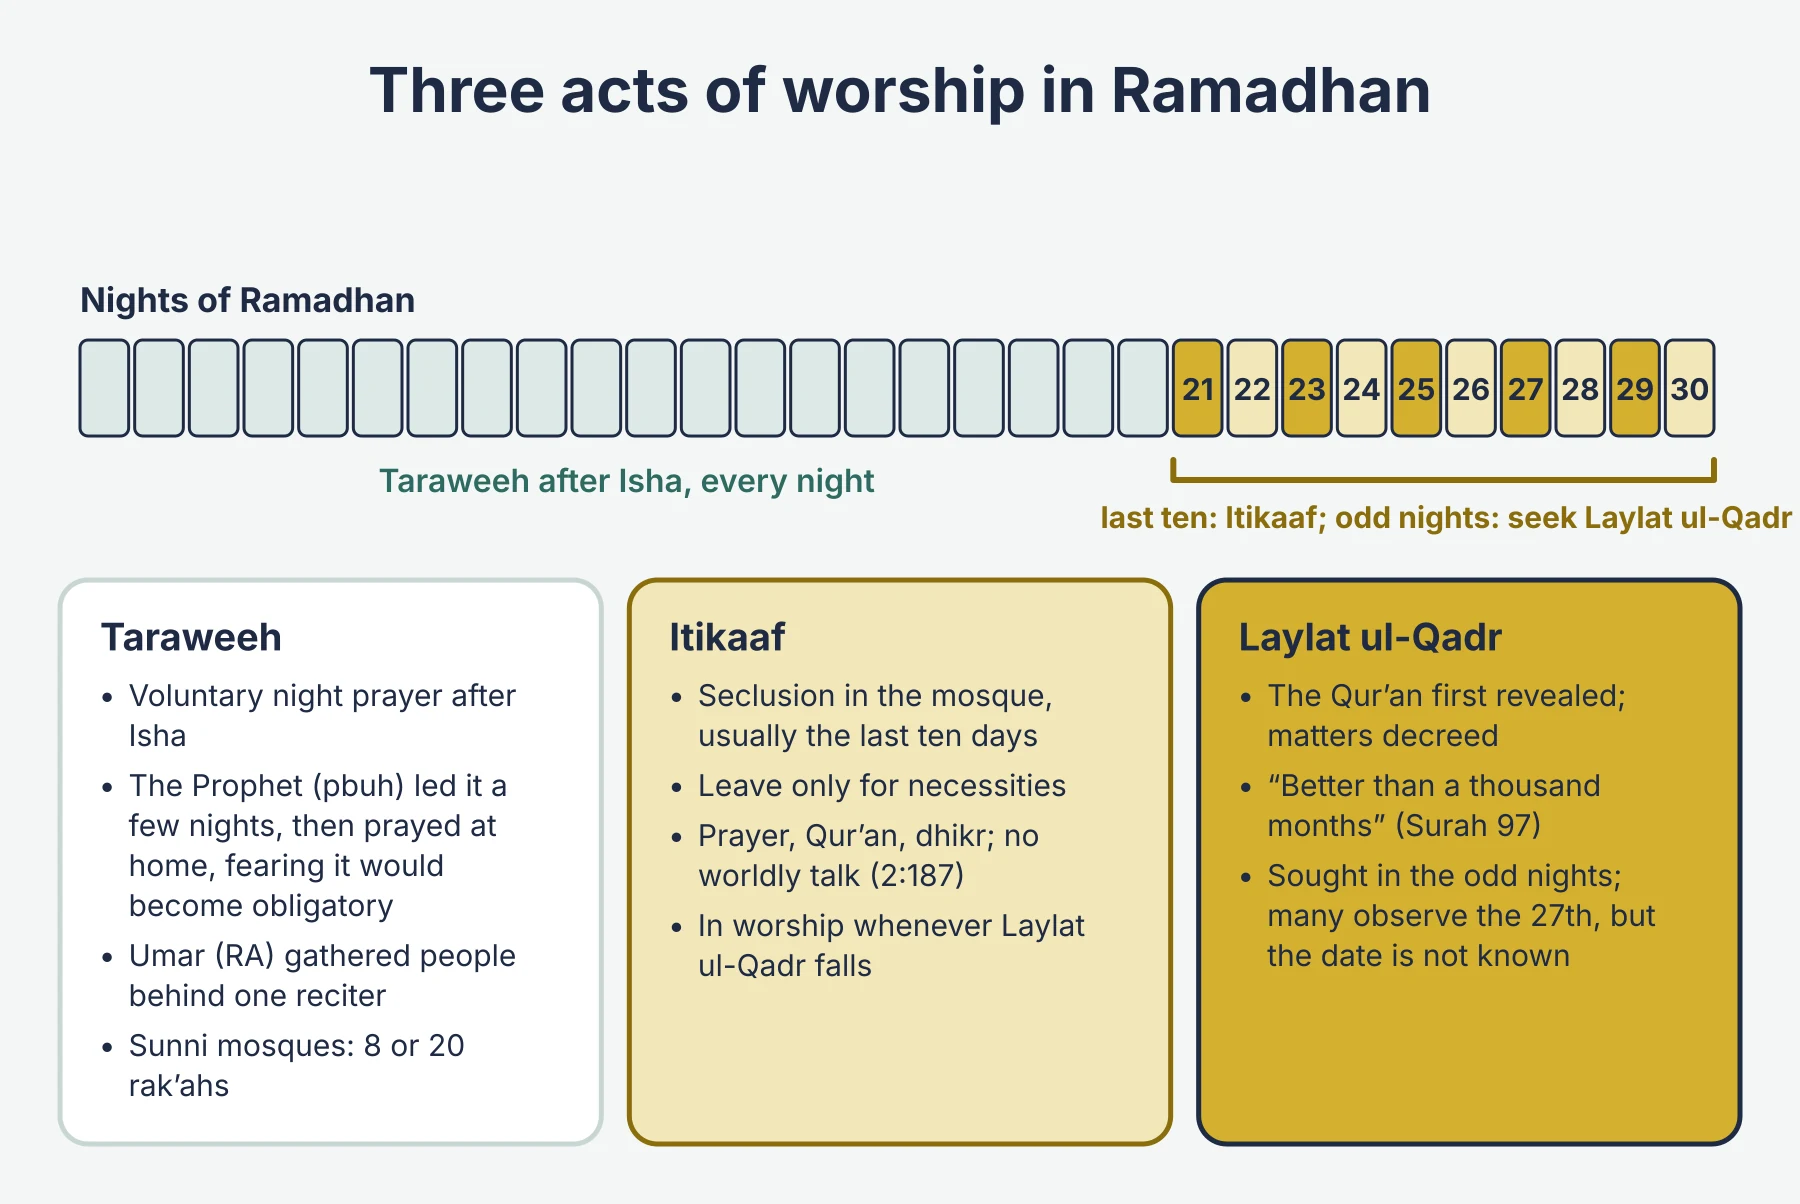 Three acts of worship in Ramadhan
Nights of Ramadhan
21 22 23 24 25 26 27 28 29 30
Taraweeh after Isha, every night
last ten: Itikaaf; odd nights: seek Laylat ul-Qadr
Taraweeh
• Voluntary night prayer after
Isha
• The Prophet (pbuh) led it a
few nights, then prayed at
home, fearing it would
become obligatory
• Umar (RA) gathered people
behind one reciter
• Sunni mosques: 8 or 20
rak’ahs
Itikaaf
• Seclusion in the mosque,
usually the last ten days
• Leave only for necessities
• Prayer, Qur’an, dhikr; no
worldly talk (2:187)
• In worship whenever Laylat
ul-Qadr falls
Laylat ul-Qadr
• The Qur’an first revealed;
matters decreed
• “Better than a thousand
months” (Surah 97)
• Sought in the odd nights;
many observe the 27th, but
the date is not known